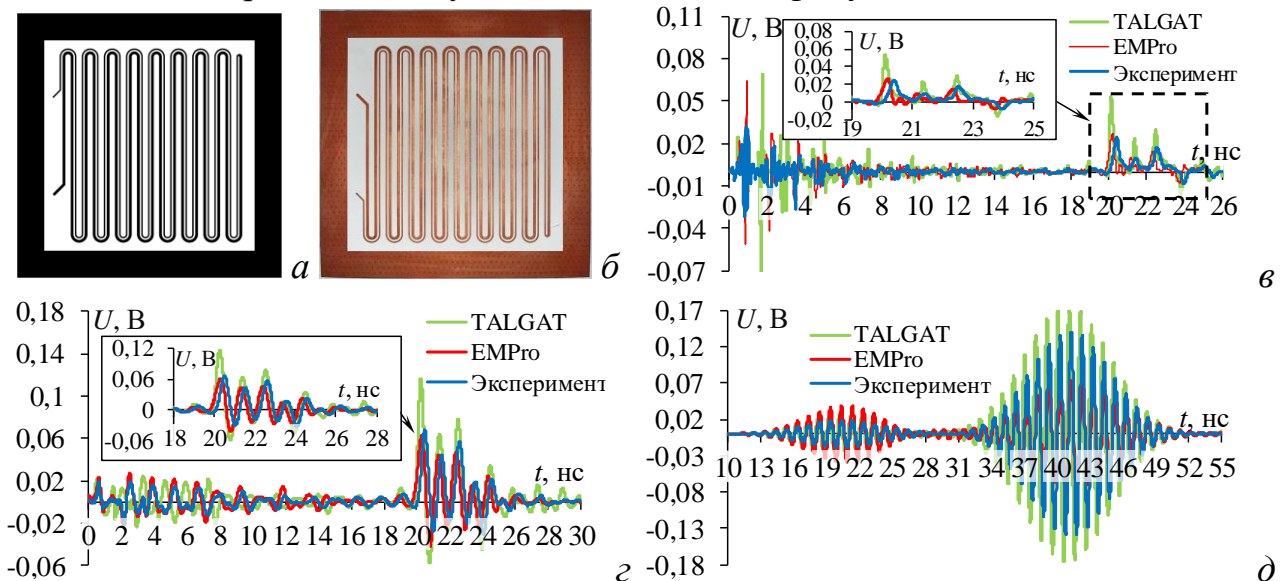 а
б
0,11
0,08
0,05
0,02
-0,01
-0,04
-0,07
U, В
TALGAT
EMPro
Эксперимент
0,08
0,06
0,04
0,02
0
-0,02
U, В
t, нс
19 21 23 25
t, нс
0 2 4 6 8 10 12 14 16 18 20 22 24 26
в
0,18
0,14
0,10
0,06
0,02
-0,02
-0,06
U, В
TALGAT
EMPro
Эксперимент
0,12
0,06
0
-0,06
U, В
t, нс
18 20 22 24 26 28
t, нс
0 2 4 6 8 10 12 14 16 18 20 22 24 26 28 30
г
0,17
0,12
0,07
0,02
-0,03
-0,08
-0,13
-0,18
U, В
TALGAT
EMPro
Эксперимент
t, нс
10 13 16 19 22 25 28 31 34 37 40 43 46 49 52 55
д